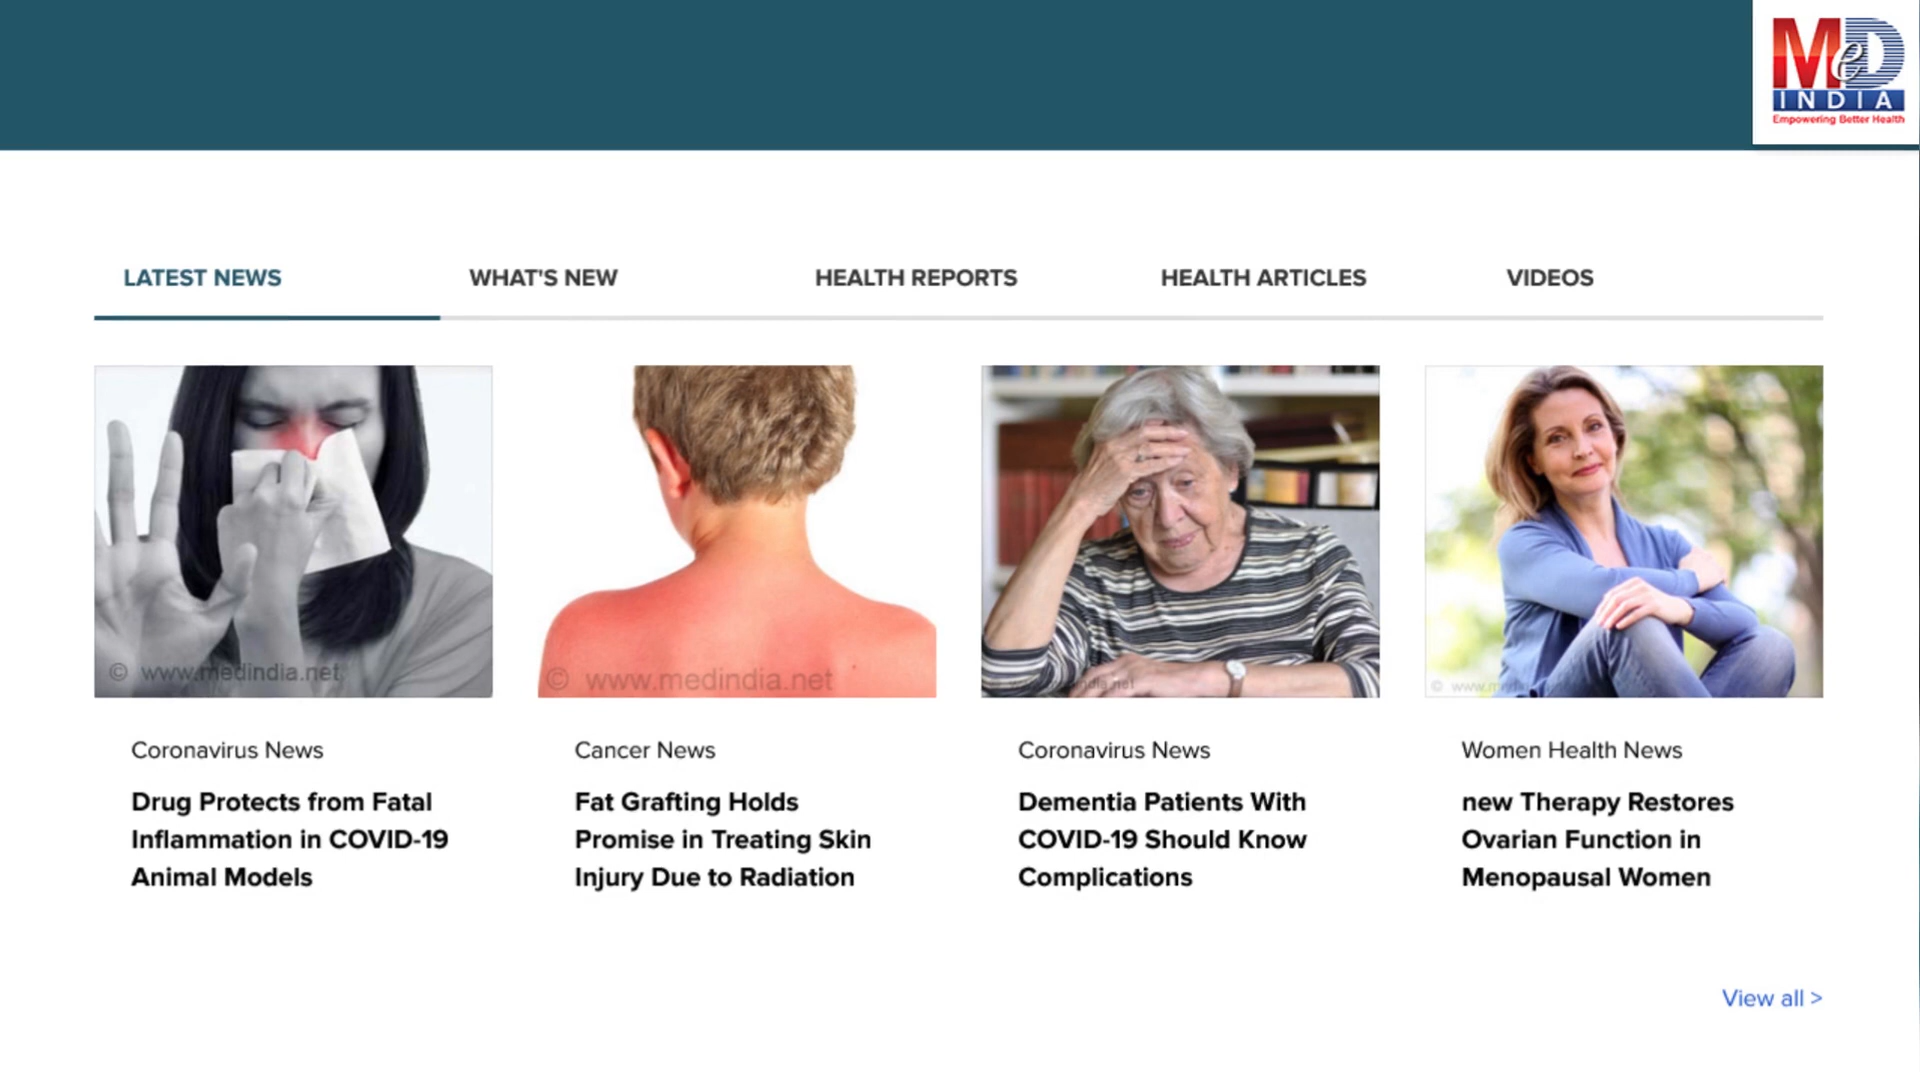 MeD
INDIA
Empowering Better Health
LATEST NEWS
WHAT'S NEW
HEALTH REPORTS
HEALTH ARTICLES
VIDEOS
© www.medindia.net
© www.medindia.net
Coronavirus News
Drug Protects from Fatal
Inflammation in COVID-19
Animal Models
Cancer News
Fat Grafting Holds
Promise in Treating Skin
Injury Due to Radiation
Coronavirus News
Dementia Patients With
COVID-19 Should Know
Complications
Women Health News
new Therapy Restores
Ovarian Function in
Menopausal Women
View all >